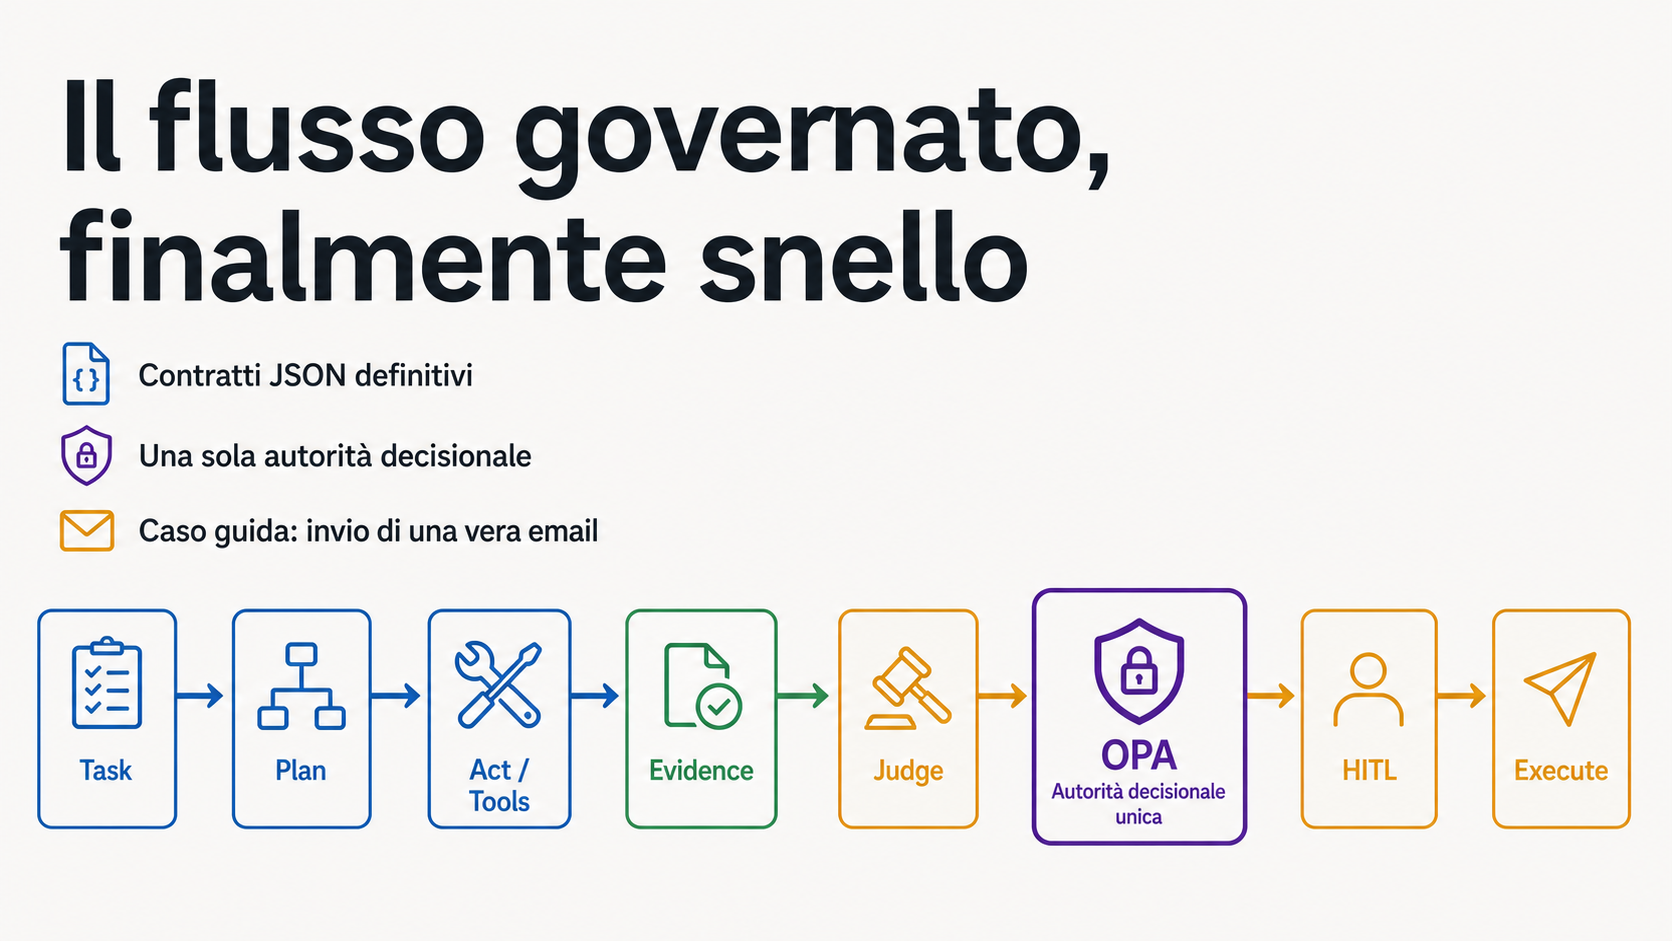 Il flusso governato,
finalmente snello
{ }
Contratti JSON definitivi
Una sola autorità decisionale
Caso guida: invio di una vera email
Task
Plan
Act /
Tools
Evidence
Judge
OPA
Autorità decisionale
unica
HITL
Execute